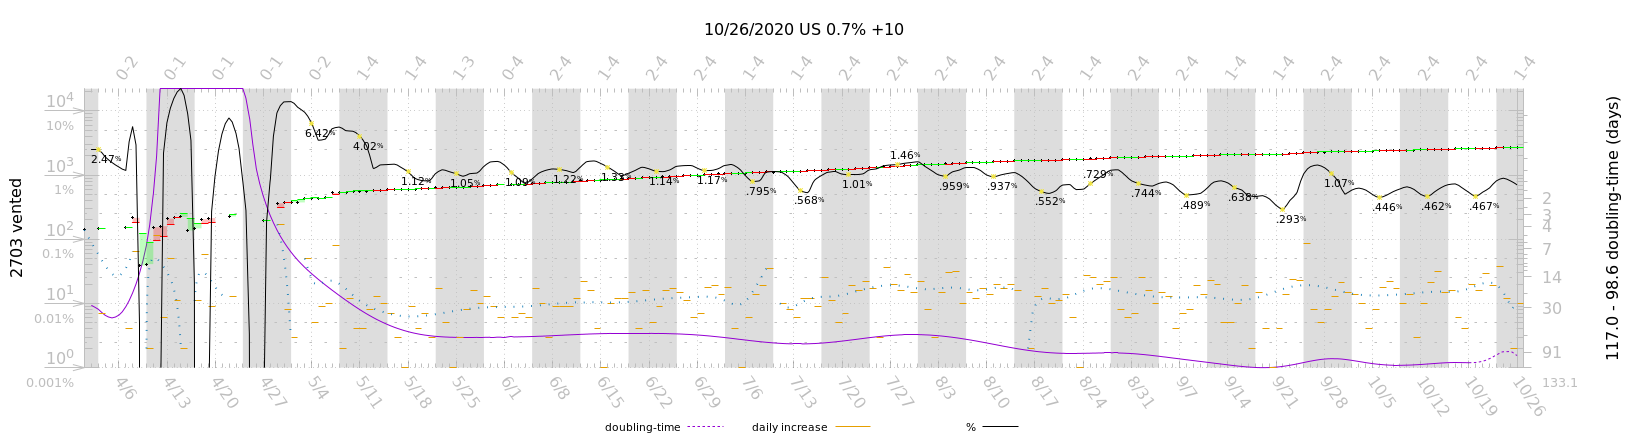 10/26/2020 US 0.7% +10
0-2 0-1 0-1 0-1 0-2 1-4 1-4 1-3 0-4 2-4 1-4 2-4 2-4 2-4 1-4 2-4 2-4 2-4 2-4 2-4 2-4 2-4 2-4 1-4 2-4 2-4 2-4 2-4 2-4 1-4
2703 vented
10⁴
10%
10³
1%
10²
0.1%
10¹
0.01%
10⁰
0.001%
2.47% 6.42% 4.02% 1.12% 1.05% 1.09% 1.22% 1.33% 1.14% 1.17% .795% .568% 1.01% 1.46% .959% .937% .552% .729% .744% .489% .638% .293% 1.07% .446% .462% .467%
2
3
4
7
14
30
91
133.1
117.0 - 98.6 doubling-time (days)
4/6 4/13 4/20 4/27 5/4 5/11 5/18 5/25 6/1 6/8 6/15 6/22 6/29 7/6 7/13 7/20 7/27 8/3 8/10 8/17 8/24 8/31 9/7 9/14 9/21 9/28 10/5 10/12 10/19 10/26
doubling-time daily increase %